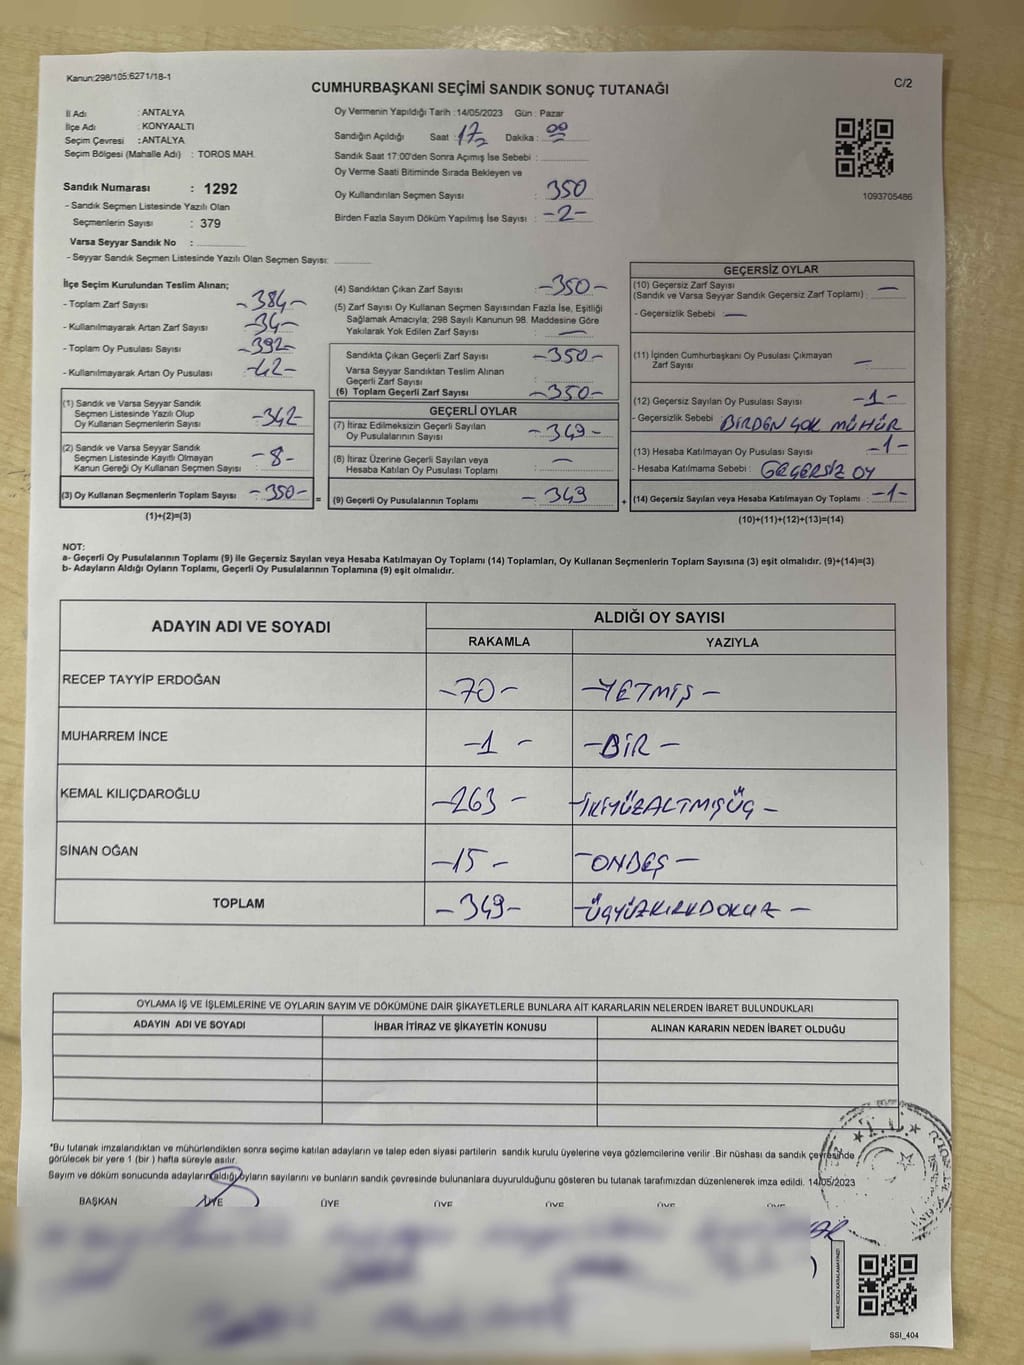 Kanun:298/105:6271/18-1
CUMHURBAŞKANI SEÇİMİ SANDIK SONUÇ TUTANAĞI
C/2
İl Adı : ANTALYA
İlçe Adı : KONYAALTI
Seçim Çevresi : ANTALYA
Seçim Bölgesi (Mahalle Adı) : TOROS MAH.
Sandık Numarası : 1292
- Sandık Seçmen Listesinde Yazılı Olan
Seçmenlerin Sayısı : 379
Varsa Seyyar Sandık No :
- Seyyar Sandık Seçmen Listesinde Yazılı Olan Seçmen Sayısı:
Oy Vermenin Yapıldığı Tarih : 14/05/2023 Gün : Pazar
Sandığın Açıldığı Saat : 17 Dakika : 00
Sandık Saat 17:00'den Sonra Açımış İse Sebebi :
Oy Verme Saati Bitiminde Sırada Bekleyen ve
Oy Kullandırılan Seçmen Sayısı : 350
Birden Fazla Sayım Döküm Yapılmış İse Sayısı : -2-
1093705486
İlçe Seçim Kurulundan Teslim Alınan;
- Toplam Zarf Sayısı -384-
- Kullanılmayarak Artan Zarf Sayısı -34-
- Toplam Oy Pusulası Sayısı -392-
- Kullanılmayarak Artan Oy Pusulası -42-
(1) Sandık ve Varsa Seyyar Sandık
Seçmen Listesinde Yazılı Olup
Oy Kullanan Seçmenlerin Sayısı -342-
(2) Sandık ve Varsa Seyyar Sandık
Seçmen Listesinde Kayıtlı Olmayan
Kanun Gereği Oy Kullanan Seçmen Sayısı -8-
(3) Oy Kullanan Seçmenlerin Toplam Sayısı -350- =
(1)+(2)=(3)
(4) Sandıktan Çıkan Zarf Sayısı -350-
(5) Zarf Sayısı Oy Kullanan Seçmen Sayısından Fazla İse, Eşitliği
Sağlamak Amacıyla; 298 Sayılı Kanunun 98. Maddesine Göre
Yakılarak Yok Edilen Zarf Sayısı : —
Sandıkta Çıkan Geçerli Zarf Sayısı -350-
Varsa Seyyar Sandıktan Teslim Alınan
Geçerli Zarf Sayısı :
(6) Toplam Geçerli Zarf Sayısı -350-
GEÇERLİ OYLAR
(7) İtiraz Edilmeksizin Geçerli Sayılan
Oy Pusulalarının Sayısı -349-
(8) İtiraz Üzerine Geçerli Sayılan veya
Hesaba Katılan Oy Pusulası Toplamı : —
(9) Geçerli Oy Pusulalarının Toplamı - 349 +
GEÇERSİZ OYLAR
(10) Geçersiz Zarf Sayısı
(Sandık ve Varsa Seyyar Sandık Geçersiz Zarf Toplamı) : —
- Geçersizlik Sebebi : —
(11) İçinden Cumhurbaşkanı Oy Pusulası Çıkmayan
Zarf Sayısı : —
(12) Geçersiz Sayılan Oy Pusulası Sayısı -1-
- Geçersizlik Sebebi : BİRDEN ÇOK MÜHÜR
(13) Hesaba Katılmayan Oy Pusulası Sayısı -1-
- Hesaba Katılmama Sebebi : GEÇERSİZ OY
(14) Geçersiz Sayılan veya Hesaba Katılmayan Oy Toplamı : -1-
(10)+(11)+(12)+(13)=(14)
NOT:
a- Geçerli Oy Pusulalarının Toplamı (9) ile Geçersiz Sayılan veya Hesaba Katılmayan Oy Toplamı (14) Toplamları, Oy Kullanan Seçmenlerin Toplam Sayısına (3) eşit olmalıdır. (9)+(14)=(3)
b- Adayların Aldığı Oyların Toplamı, Geçerli Oy Pusulalarının Toplamına (9) eşit olmalıdır.
ADAYIN ADI VE SOYADI
ALDIĞI OY SAYISI
RAKAMLA YAZIYLA
RECEP TAYYİP ERDOĞAN -70- -YETMİŞ-
MUHARREM İNCE -1- -BİR-
KEMAL KILIÇDAROĞLU -263- -İKİYÜZALTMIŞÜÇ-
SİNAN OĞAN -15- -ONBEŞ-
TOPLAM -349- -ÜÇYÜZKIRKDOKUZ-
OYLAMA İŞ VE İŞLEMLERİNE VE OYLARIN SAYIM VE DÖKÜMÜNE DAİR ŞİKAYETLERLE BUNLARA AİT KARARLARIN NELERDEN İBARET BULUNDUKLARI
ADAYIN ADI VE SOYADI İHBAR İTİRAZ VE ŞİKAYETİN KONUSU ALINAN KARARIN NEDEN İBARET OLDUĞU
*Bu tutanak imzalandıktan ve mühürlendikten sonra seçime katılan adayların ve talep eden siyasi partilerin sandık kurulu üyelerine veya gözlemcilerine verilir .Bir nüshası da sandık çevresinde
görülecek bir yere 1 (bir ) hafta süreyle asılır.
Sayım ve döküm sonucunda adayların aldığı oyların sayılarını ve bunların sandık çevresinde bulunanlara duyurulduğunu gösteren bu tutanak tarafımızdan düzenlenerek imza edildi. 14/05/2023
BAŞKAN ÜYE ÜYE ÜYE ÜYE ÜYE ÜYE
SSI_404